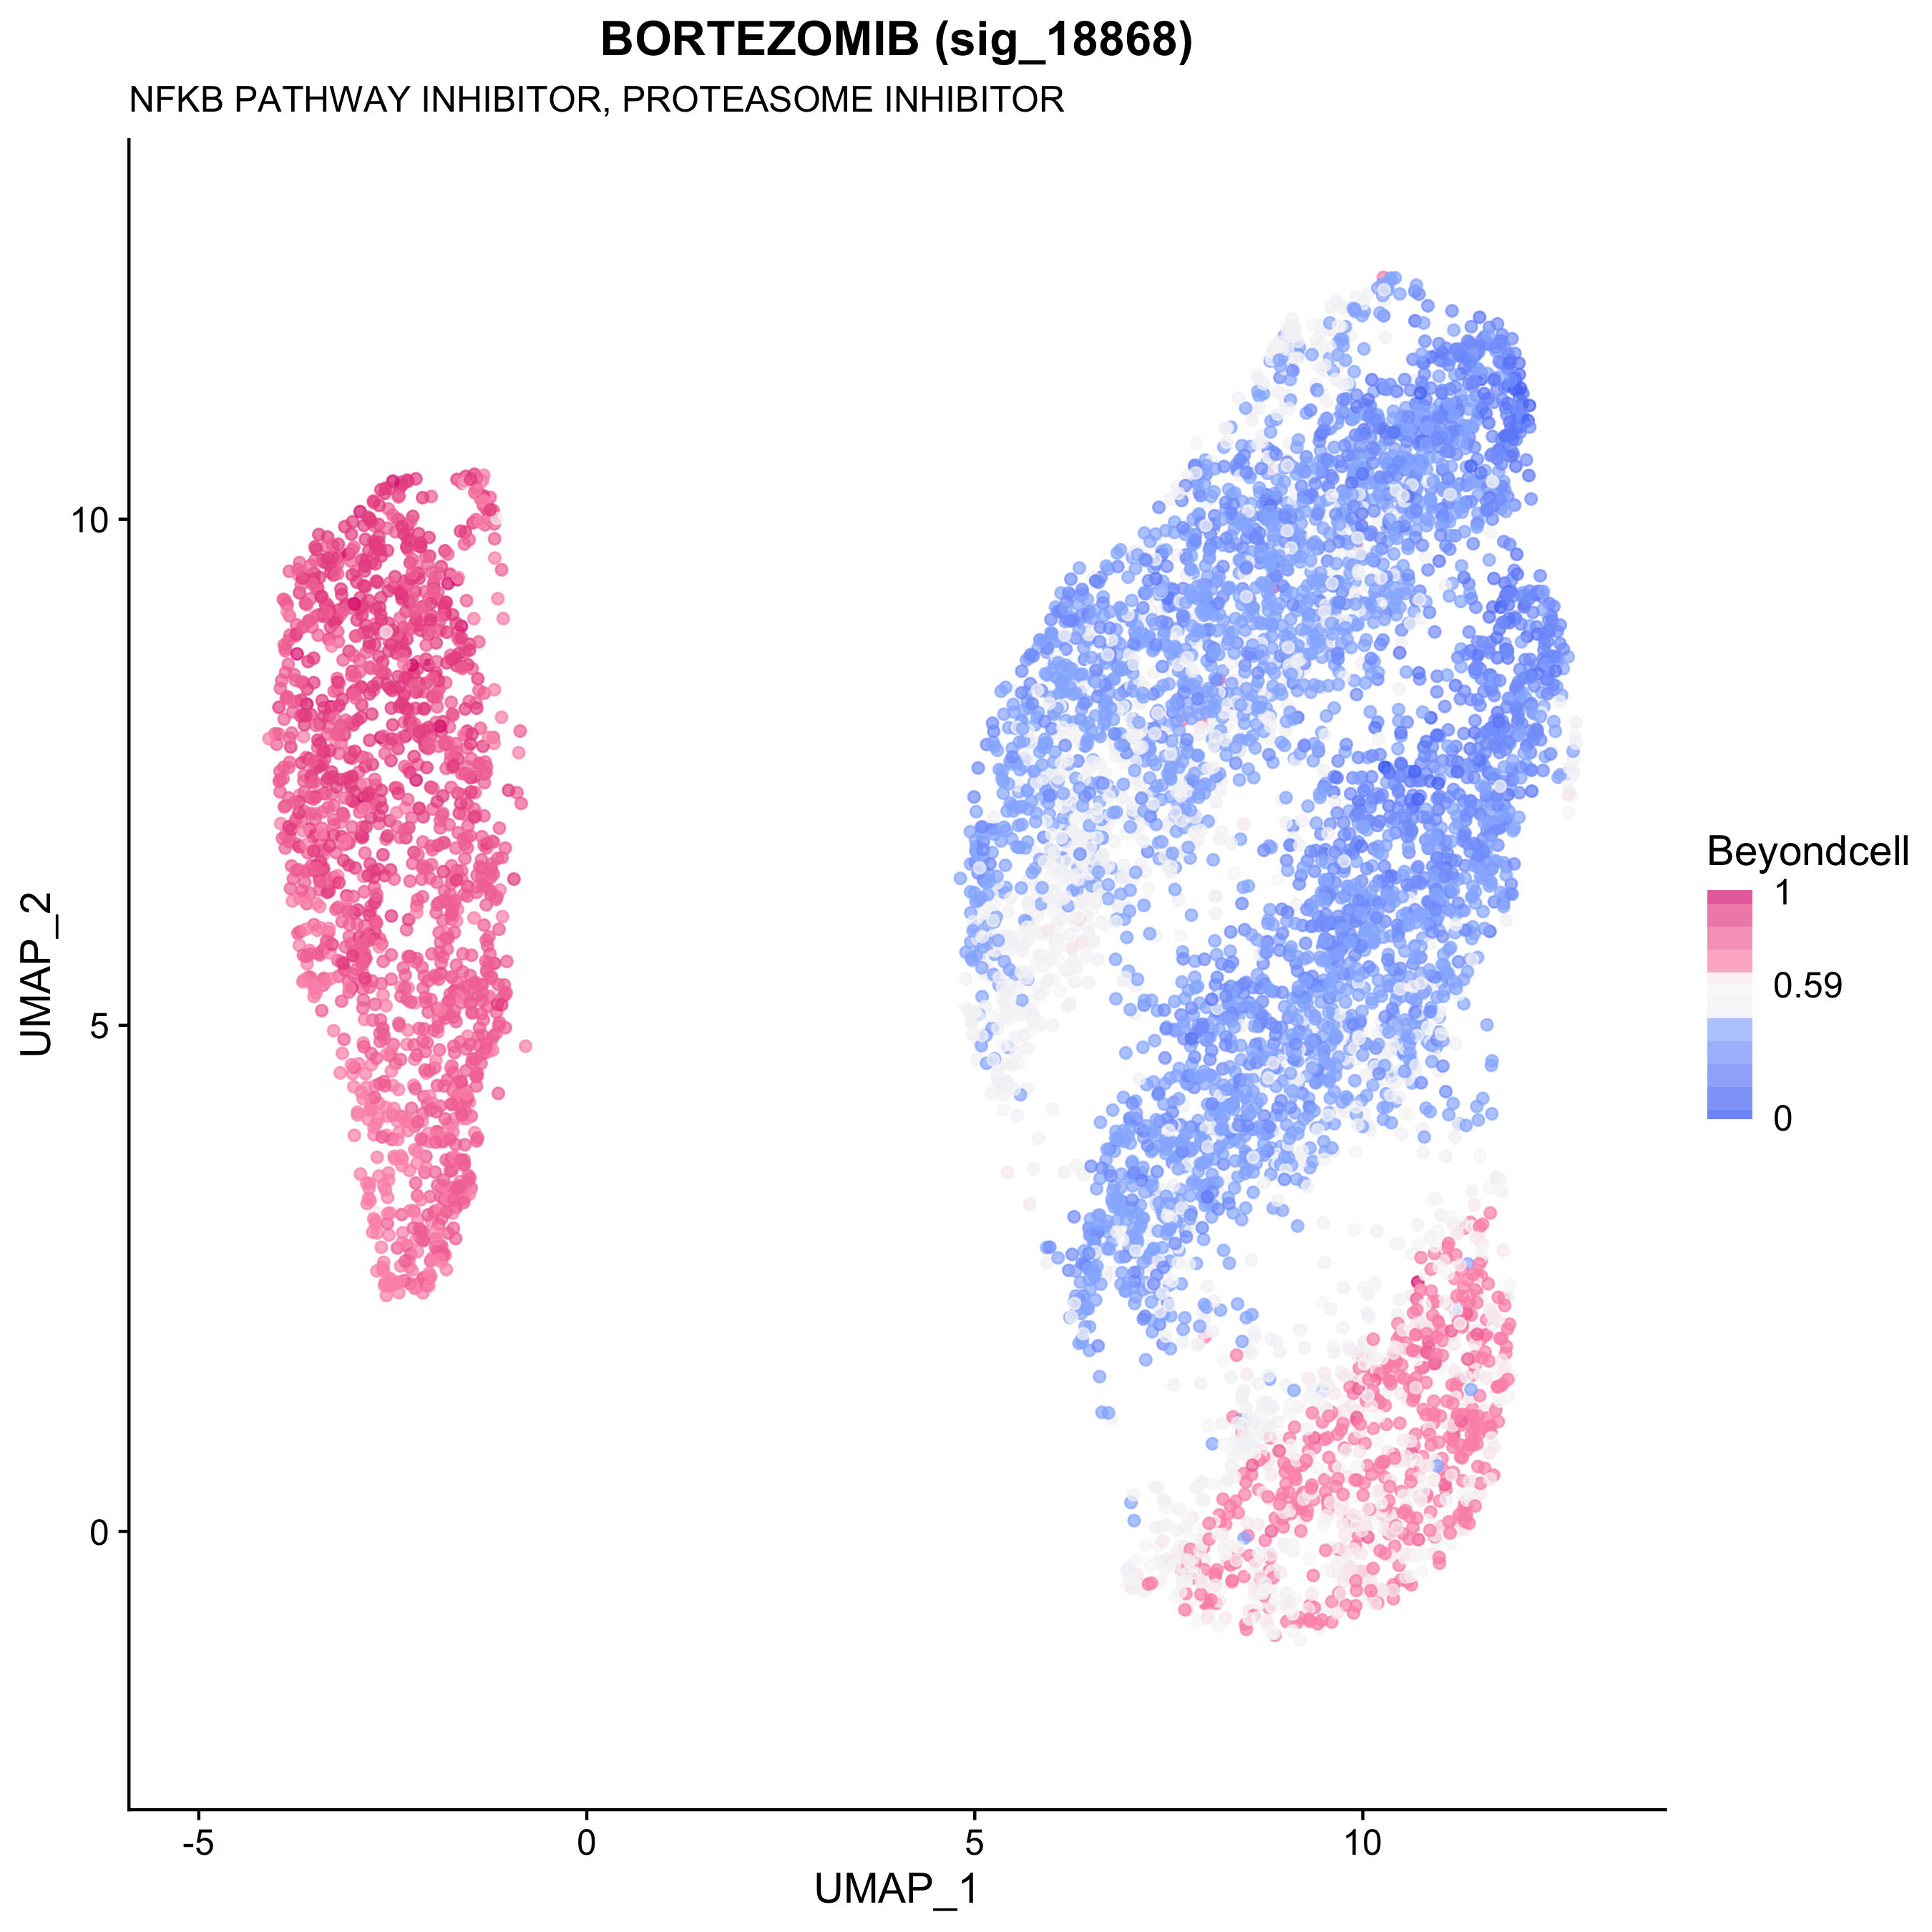 BORTEZOMIB (sig_18868)
NFKB PATHWAY INHIBITOR, PROTEASOME INHIBITOR
UMAP_2
10
5
0
-5
0
5
10
UMAP_1
Beyondcell
1
0.59
0